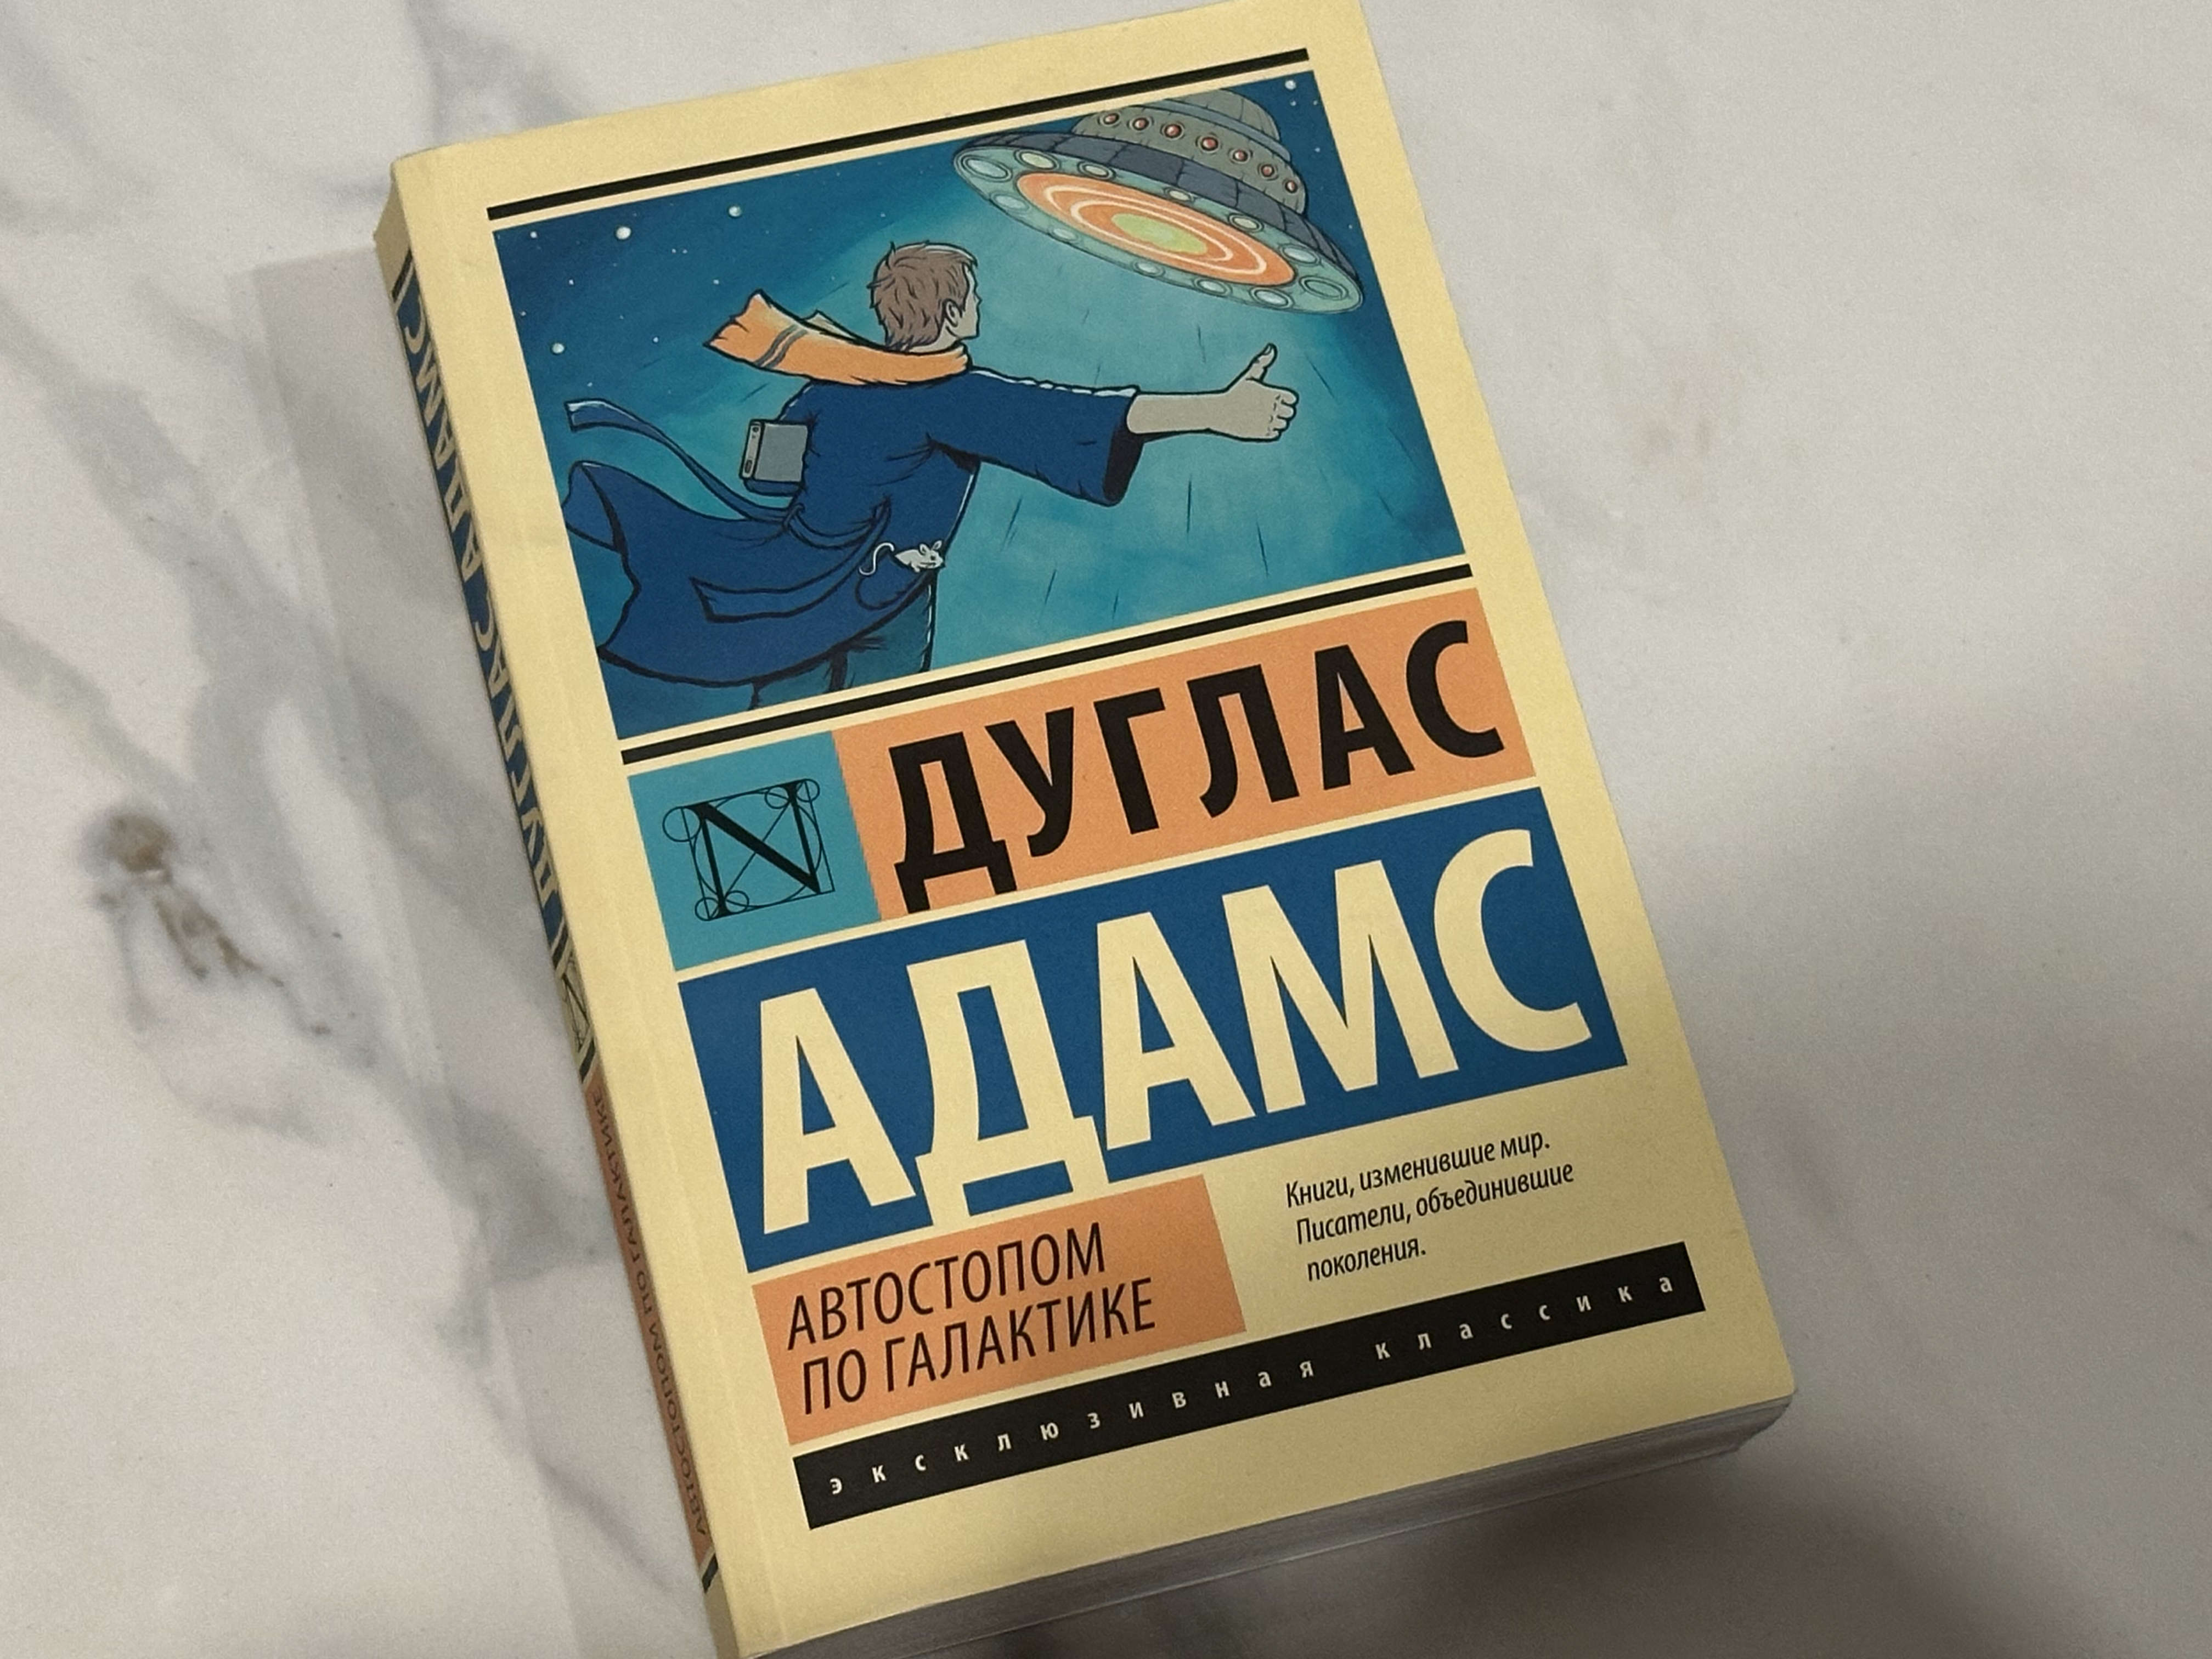 N
ДУГЛАС
АДАМС
АВТОСТОПОМ
ПО ГАЛАКТИКЕ
Книги, изменившие мир.
Писатели, объединившие
поколения.
эксклюзивная классика
ДУГЛАС АДАМС
АВТОСТОПОМ ПО ГАЛАКТИКЕ